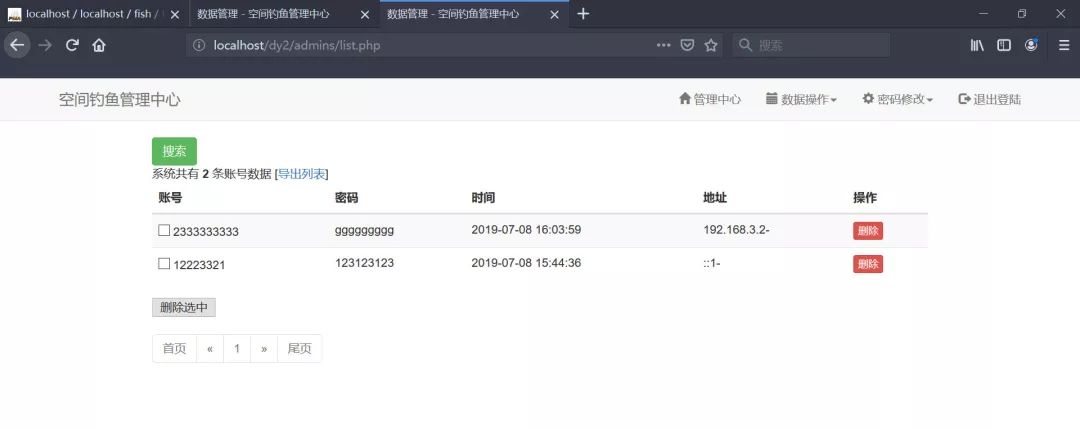 localhost / localhost / fish /
数据管理 - 空间钓鱼管理中心
数据管理 - 空间钓鱼管理中心
localhost/dy2/admins/list.php
搜索
空间钓鱼管理中心
管理中心
数据操作
密码修改
退出登陆
搜索
系统共有 2 条账号数据 [导出列表]
账号 密码 时间 地址 操作
2333333333 ggggggggg 2019-07-08 16:03:59 192.168.3.2- 删除
12223321 123123123 2019-07-08 15:44:36 ::1- 删除
删除选中
首页 « 1 » 尾页